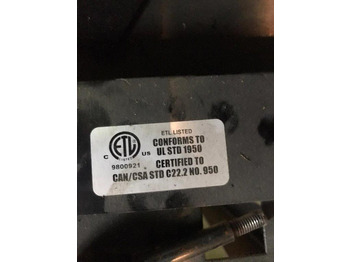 ETL LISTED
CONFORMS TO
UL STD 1950
C ETL US
9800921
CERTIFIED TO
CAN/CSA STD C22.2 NO. 950